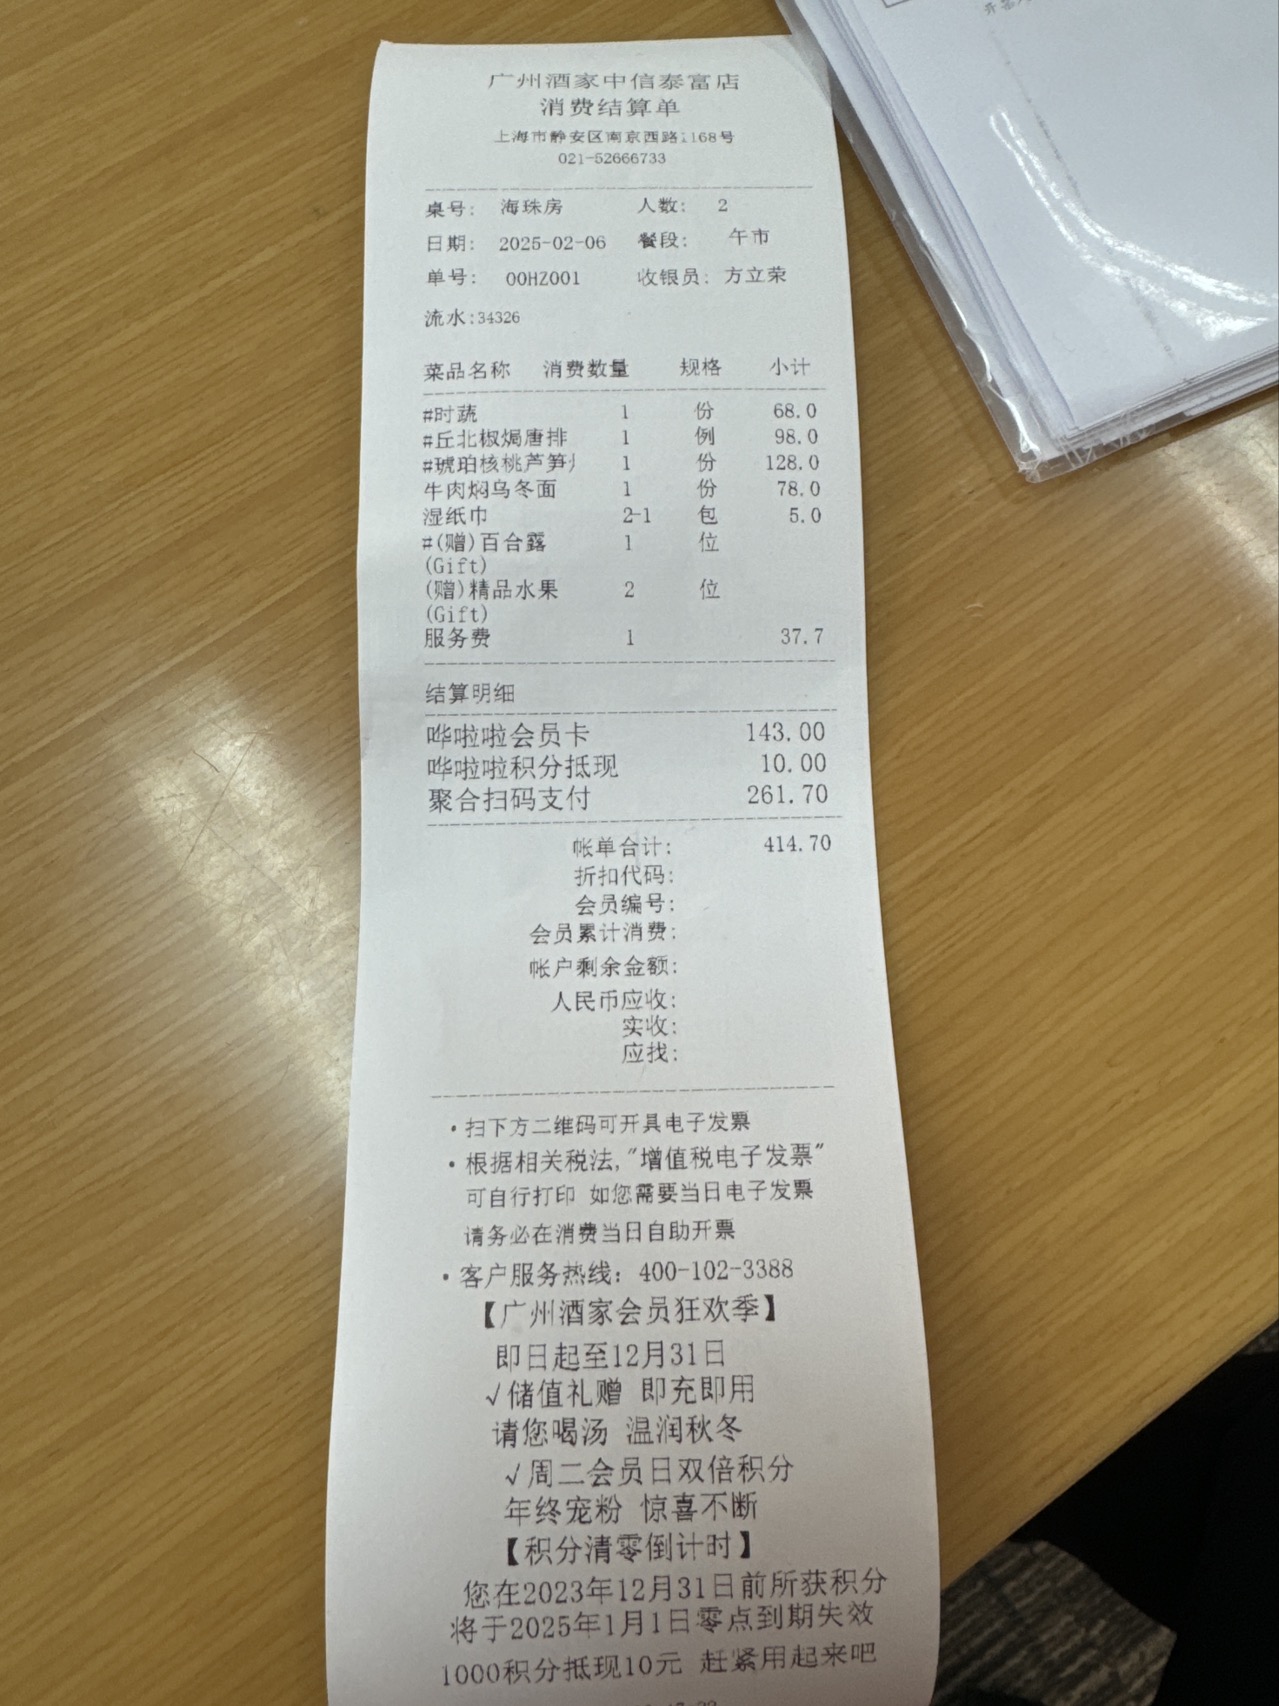 广州酒家中信泰富店
消费结算单
上海市静安区南京西路1168号
021-52666733
桌号: 海珠房 人数: 2
日期: 2025-02-06 餐段: 午市
单号: 00HZ001 收银员: 方立荣
流水:34326
菜品名称 消费数量 规格 小计
#时蔬 1 份 68.0
#丘北椒焗唐排 1 例 98.0
#琥珀核桃芦笋 1 份 128.0
牛肉焖乌冬面 1 份 78.0
湿纸巾 2-1 包 5.0
#(赠)百合露 1 位
(Gift)
(赠)精品水果 2 位
(Gift)
服务费 1 37.7
结算明细
哗啦啦会员卡 143.00
哗啦啦积分抵现 10.00
聚合扫码支付 261.70
帐单合计: 414.70
折扣代码:
会员编号:
会员累计消费:
帐户剩余金额:
人民币应收:
实收:
应找:
·扫下方二维码可开具电子发票
·根据相关税法,"增值税电子发票"
可自行打印 如您需要当日电子发票
请务必在消费当日自助开票
·客户服务热线: 400-102-3388
【广州酒家会员狂欢季】
即日起至12月31日
√储值礼赠 即充即用
请您喝汤 温润秋冬
√周二会员日双倍积分
年终宠粉 惊喜不断
【积分清零倒计时】
您在2023年12月31日前所获积分
将于2025年1月1日零点到期失效
1000积分抵现10元 赶紧用起来吧